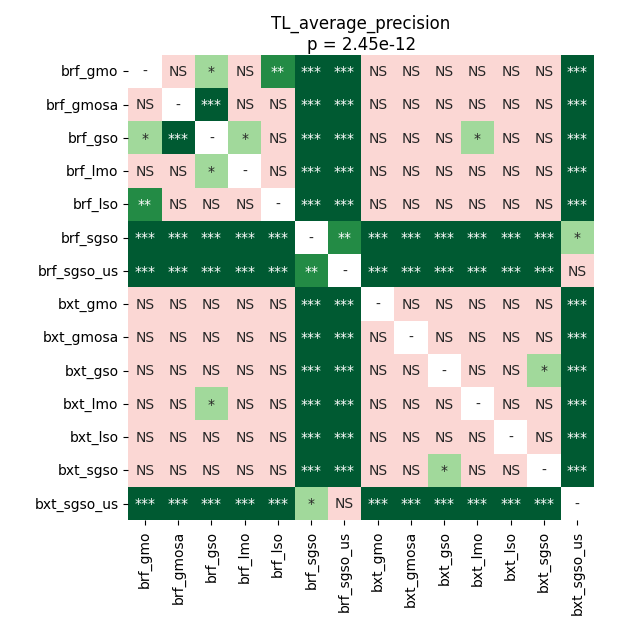 TL_average_precision
p = 2.45e-12
brf_gmo - NS * NS ** *** *** NS NS NS NS NS NS ***
brf_gmosa NS - *** NS NS *** *** NS NS NS NS NS NS ***
brf_gso * *** - * NS *** *** NS NS NS * NS NS ***
brf_lmo NS NS * - NS *** *** NS NS NS NS NS NS ***
brf_lso ** NS NS NS - *** *** NS NS NS NS NS NS ***
brf_sgso *** *** *** *** *** - ** *** *** *** *** *** *** *
brf_sgso_us *** *** *** *** *** ** - *** *** *** *** *** *** NS
bxt_gmo NS NS NS NS NS *** *** - NS NS NS NS NS ***
bxt_gmosa NS NS NS NS NS *** *** NS - NS NS NS NS ***
bxt_gso NS NS NS NS NS *** *** NS NS - NS NS * ***
bxt_lmo NS NS * NS NS *** *** NS NS NS - NS NS ***
bxt_lso NS NS NS NS NS *** *** NS NS NS NS - NS ***
bxt_sgso NS NS NS NS NS *** *** NS NS * NS NS - ***
bxt_sgso_us *** *** *** *** *** * NS *** *** *** *** *** *** -
brf_gmo brf_gmosa brf_gso brf_lmo brf_lso brf_sgso brf_sgso_us bxt_gmo bxt_gmosa bxt_gso bxt_lmo bxt_lso bxt_sgso bxt_sgso_us